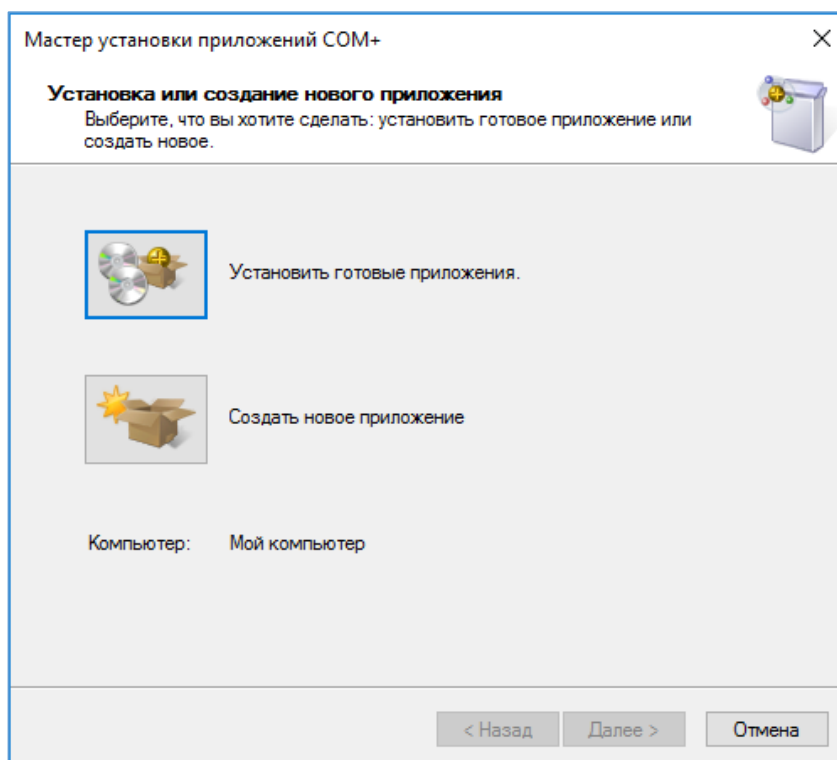 Мастер установки приложений COM+
Установка или создание нового приложения
Выберите, что вы хотите сделать: установить готовое приложение или
создать новое.
Установить готовые приложения.
Создать новое приложение
Компьютер: Мой компьютер
< Назад Далее > Отмена